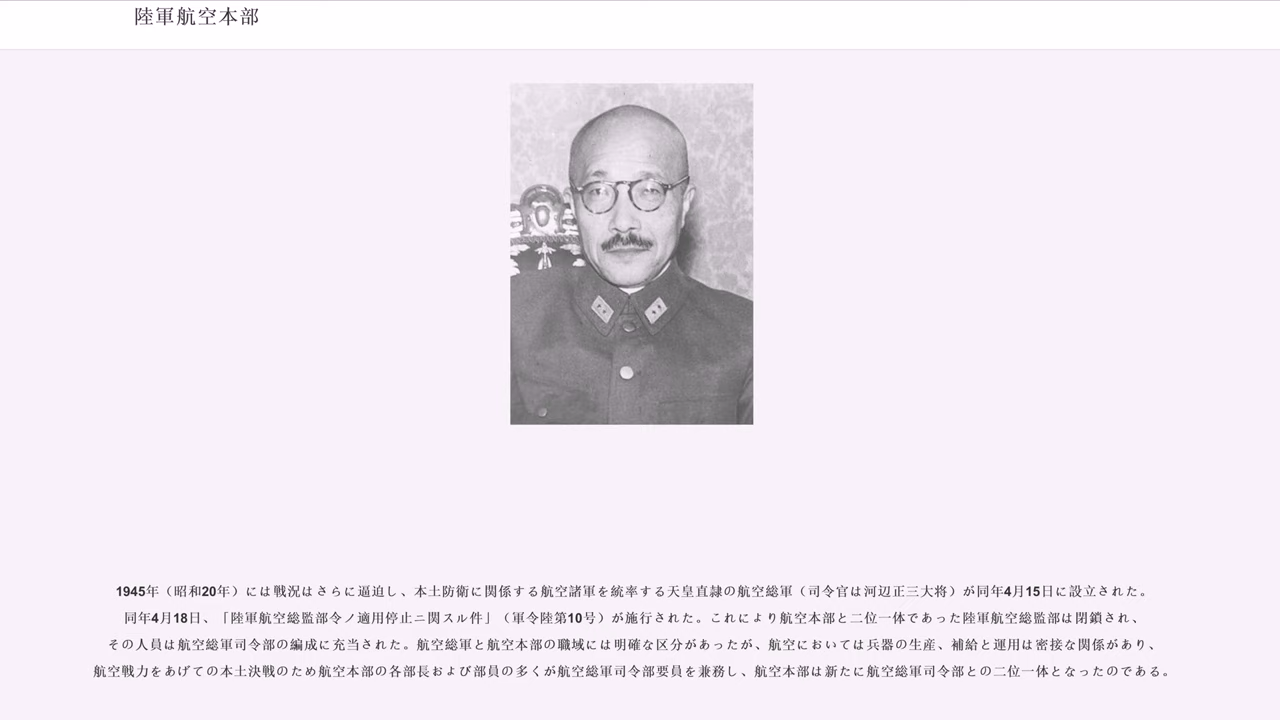 陸軍航空本部
1945年（昭和20年）には戦況はさらに逼迫し、本土防衛に関係する航空諸軍を統率する天皇直隷の航空総軍（司令官は河辺正三大将）が同年4月15日に設立された。
同年4月18日、「陸軍航空総監部令ノ適用停止ニ関スル件」（軍令陸第10号）が施行された。これにより航空本部と二位一体であった陸軍航空総監部は閉鎖され、
その人員は航空総軍司令部の編成に充当された。航空総軍と航空本部の職域には明確な区分があったが、航空においては兵器の生産、補給と運用は密接な関係があり、
航空戦力をあげての本土決戦のため航空本部の各部長および部員の多くが航空総軍司令部要員を兼務し、航空本部は新たに航空総軍司令部との二位一体となったのである。